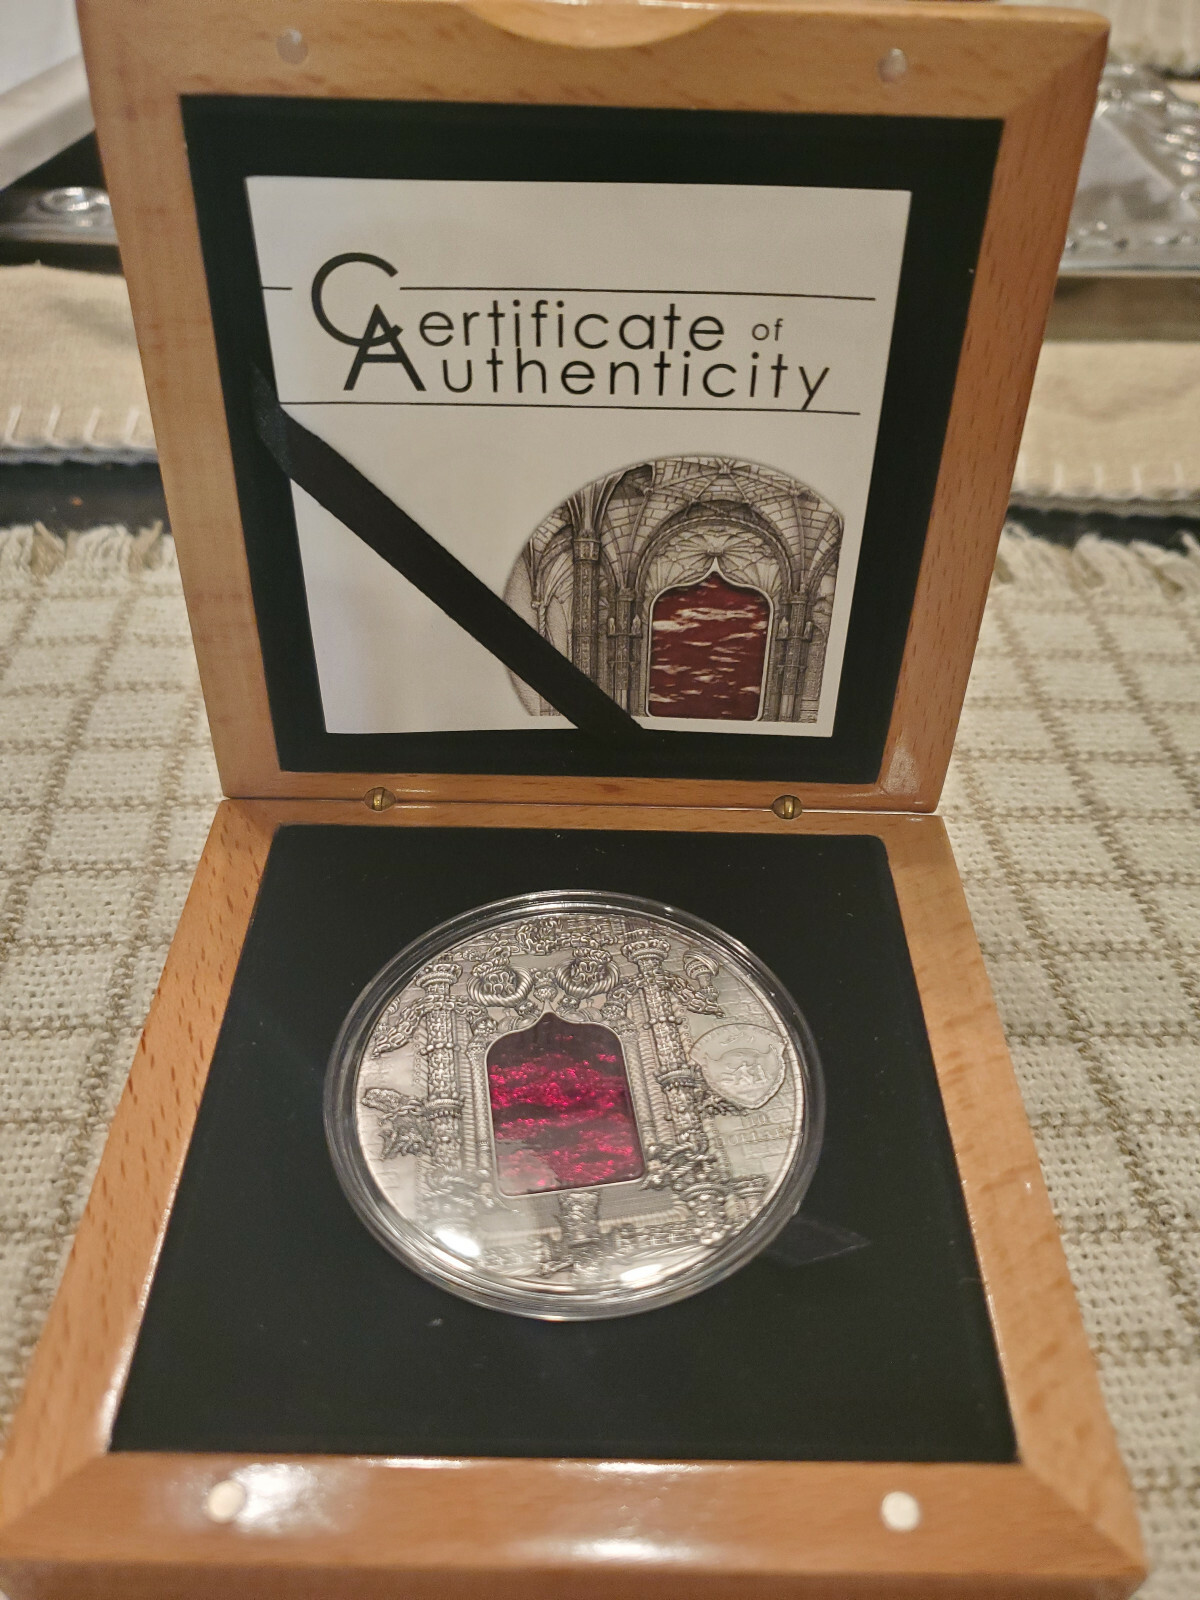 Certificate of
Authenticity